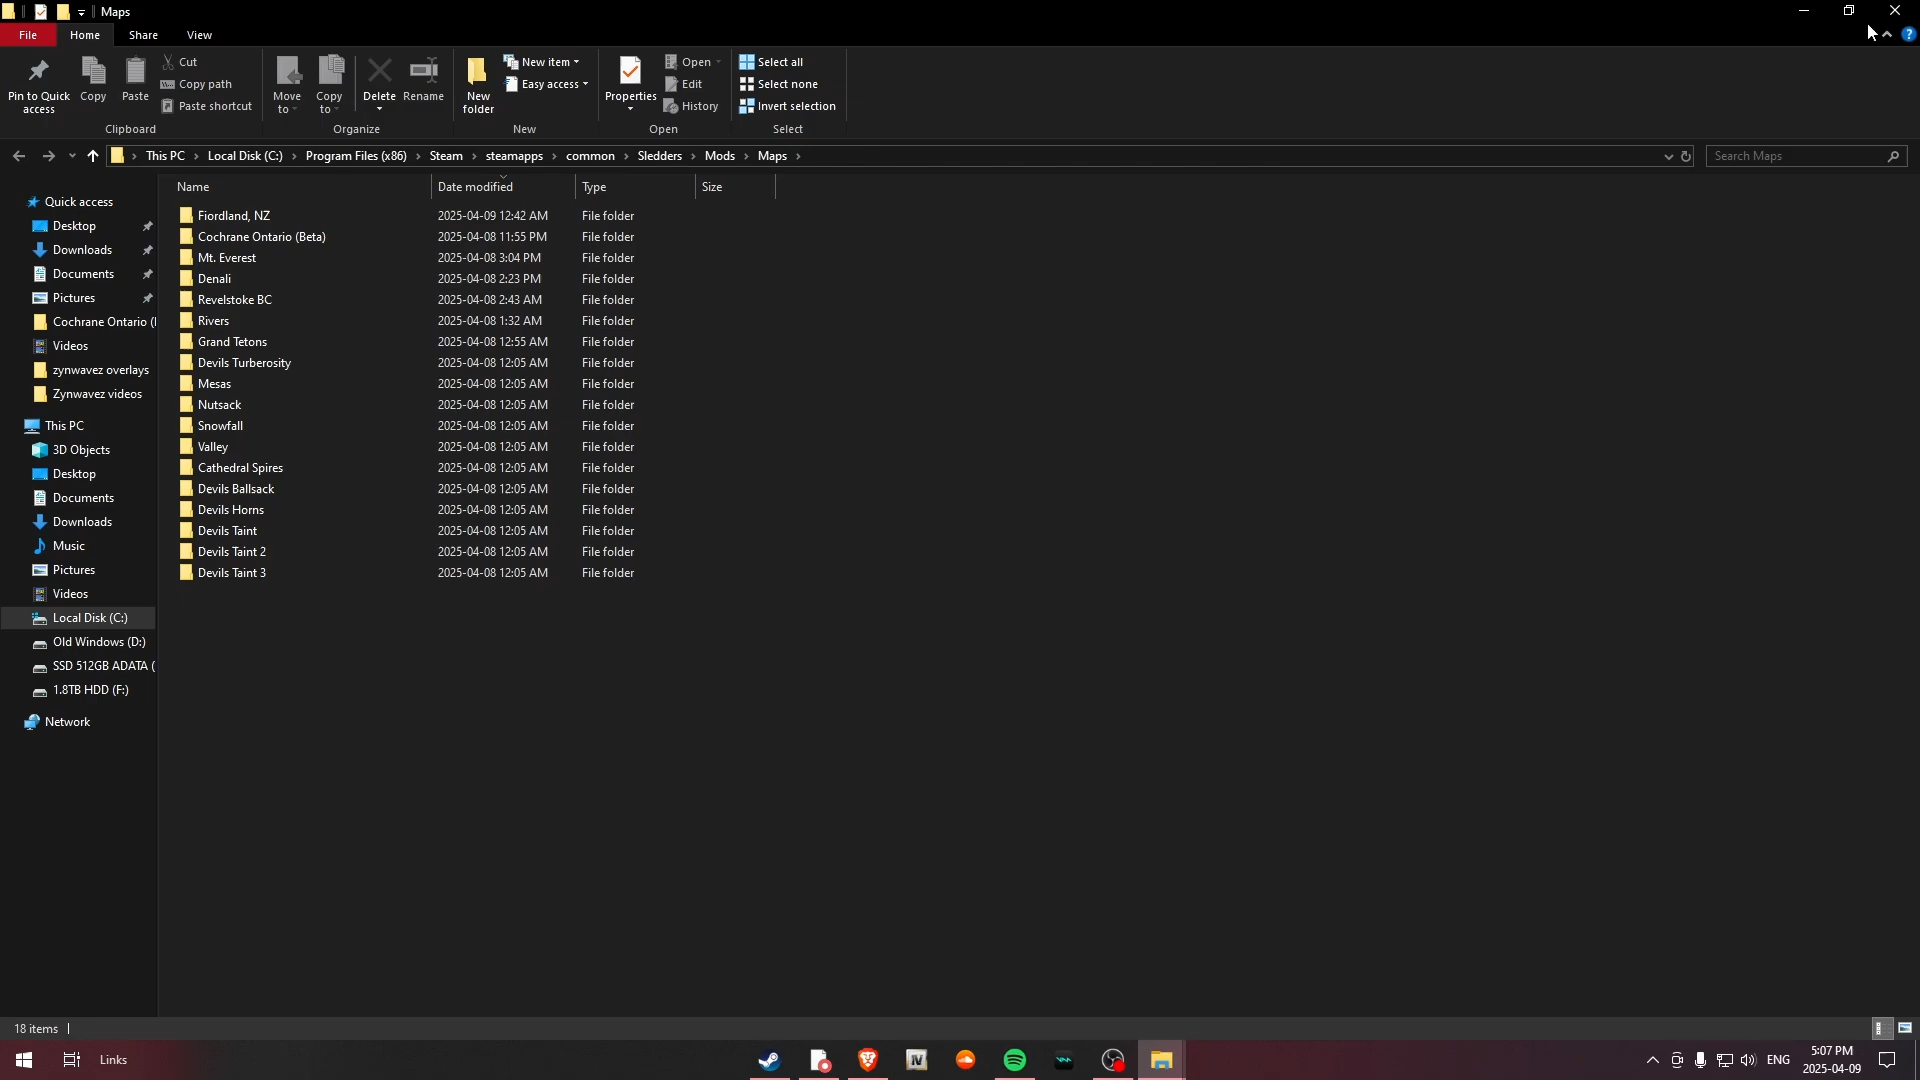 Maps
File Home Share View
Pin to Quick access
Copy
Paste
Cut
Copy path
Paste shortcut
Clipboard
Move to
Copy to
Delete
Rename
Organize
New folder
New item
Easy access
New
Properties
Open
Edit
History
Open
Select all
Select none
Invert selection
Select
This PC > Local Disk (C:) > Program Files (x86) > Steam > steamapps > common > Sledders > Mods > Maps >
Search Maps
Quick access
Desktop
Downloads
Documents
Pictures
Cochrane Ontario (
Videos
zynwavez overlays
Zynwavez videos
This PC
3D Objects
Desktop
Documents
Downloads
Music
Pictures
Videos
Local Disk (C:)
Old Windows (D:)
SSD 512GB ADATA (
1.8TB HDD (F:)
Network
Name Date modified Type Size
Fiordland, NZ 2025-04-09 12:42 AM File folder
Cochrane Ontario (Beta) 2025-04-08 11:55 PM File folder
Mt. Everest 2025-04-08 3:04 PM File folder
Denali 2025-04-08 2:23 PM File folder
Revelstoke BC 2025-04-08 2:43 AM File folder
Rivers 2025-04-08 1:32 AM File folder
Grand Tetons 2025-04-08 12:55 AM File folder
Devils Turberosity 2025-04-08 12:05 AM File folder
Mesas 2025-04-08 12:05 AM File folder
Nutsack 2025-04-08 12:05 AM File folder
Snowfall 2025-04-08 12:05 AM File folder
Valley 2025-04-08 12:05 AM File folder
Cathedral Spires 2025-04-08 12:05 AM File folder
Devils Ballsack 2025-04-08 12:05 AM File folder
Devils Horns 2025-04-08 12:05 AM File folder
Devils Taint 2025-04-08 12:05 AM File folder
Devils Taint 2 2025-04-08 12:05 AM File folder
Devils Taint 3 2025-04-08 12:05 AM File folder
18 items
Links
ENG
5:07 PM
2025-04-09